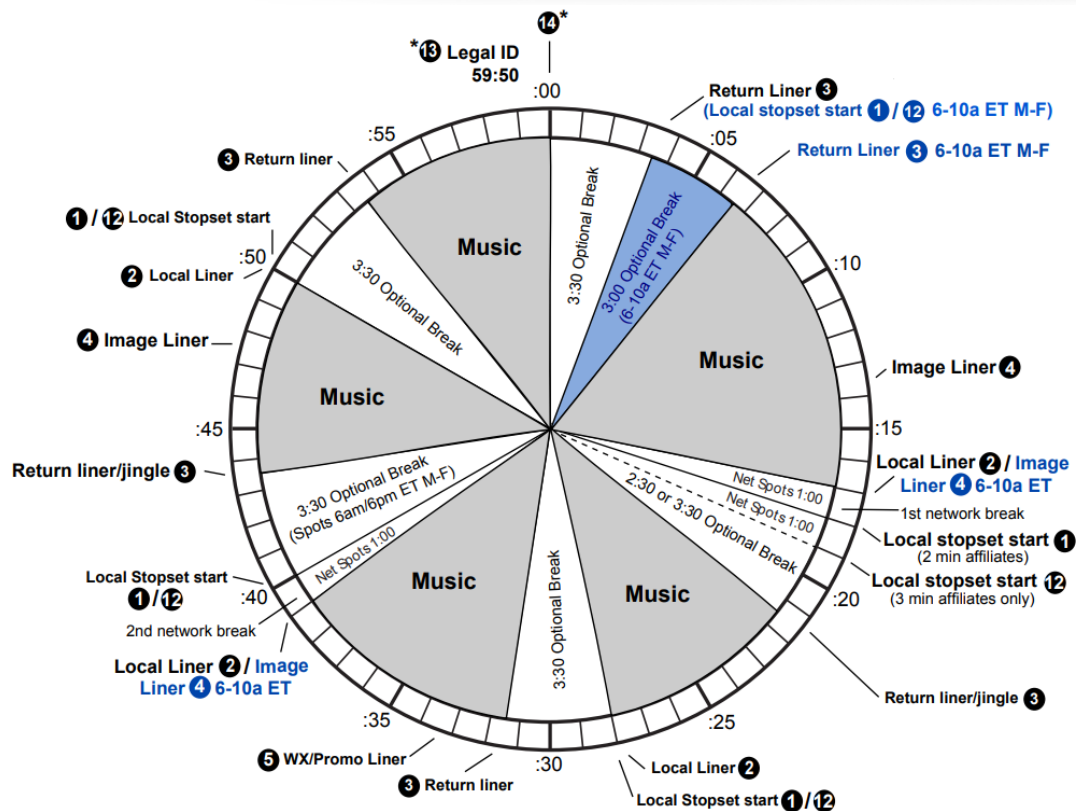 14*
*13 Legal ID
59:50
:00
Return Liner 3
(Local stopset start 1 / 12 6-10a ET M-F)
:05
Return Liner 3 6-10a ET M-F
:10
Image Liner 4
:15
Local Liner 2 / Image
Liner 4 6-10a ET
1st network break
Local stopset start 1
(2 min affiliates)
Local stopset start 12
(3 min affiliates only)
:20
Return liner/jingle 3
:25
Local Liner 2
Local Stopset start 1 / 12
:30
3 Return liner
5 WX/Promo Liner
:35
Local Liner 2 / Image
Liner 4 6-10a ET
2nd network break
:40
Local Stopset start
1 / 12
Return liner/jingle 3
:45
4 Image Liner
2 Local Liner
:50
1 / 12 Local Stopset start
3 Return liner
:55
3:30 Optional Break
3:00 Optional Break
(6-10a ET M-F)
Music
Net Spots 1:00
Net Spots 1:00
2:30 or 3:30 Optional Break
Music
3:30 Optional Break
Music
Net Spots 1:00
3:30 Optional Break
(Spots 6am/6pm ET M-F)
Music
3:30 Optional Break
Music